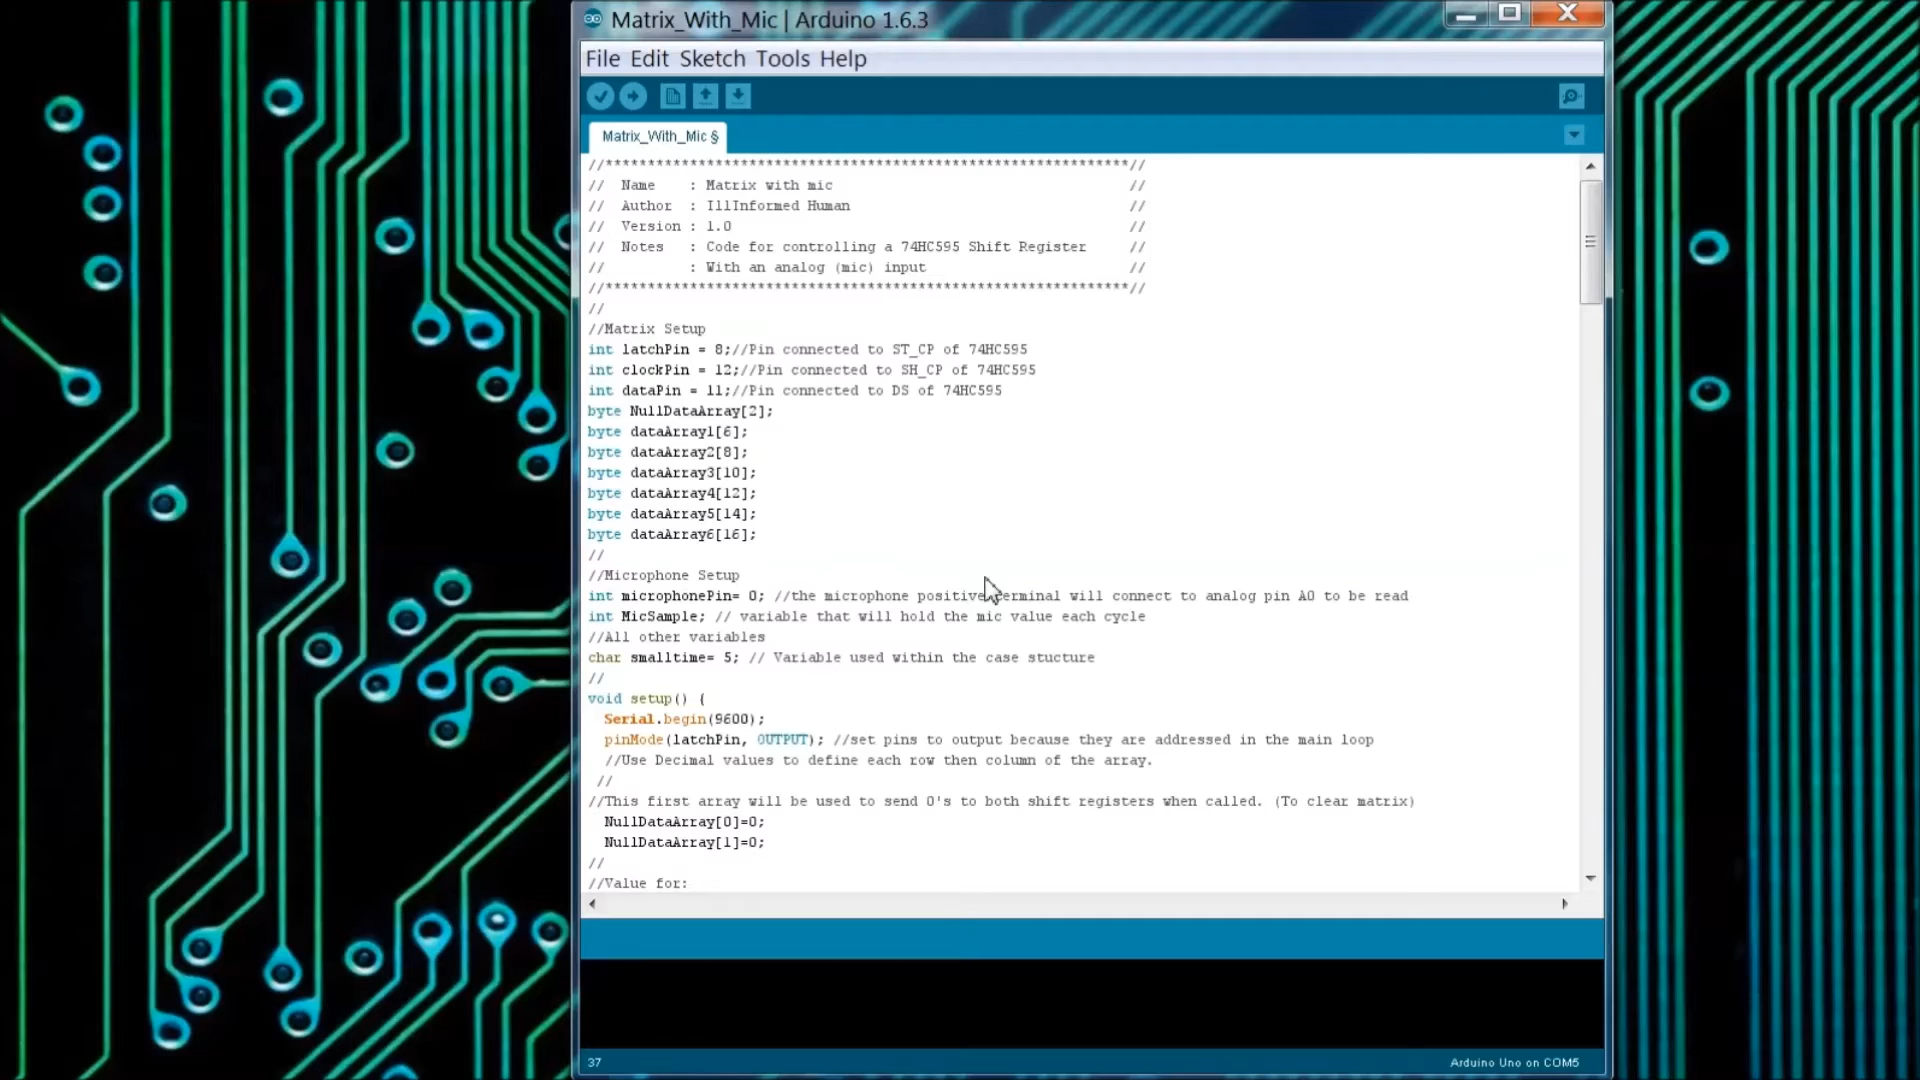 Matrix_With_Mic | Arduino 1.6.3
File Edit Sketch Tools Help
Matrix_With_Mic §
//**************************************************************//
//  Name    : Matrix with mic                                   //
//  Author  : IllInformed Human                                 //
//  Version : 1.0                                               //
//  Notes   : Code for controlling a 74HC595 Shift Register     //
//          : With an analog (mic) input                        //
//**************************************************************//
//
//Matrix Setup
int latchPin = 8;//Pin connected to ST_CP of 74HC595
int clockPin = 12;//Pin connected to SH_CP of 74HC595
int dataPin = 11;//Pin connected to DS of 74HC595
byte NullDataArray[2];
byte dataArray1[6];
byte dataArray2[8];
byte dataArray3[10];
byte dataArray4[12];
byte dataArray5[14];
byte dataArray6[16];
//
//Microphone Setup
int microphonePin= 0; //the microphone positive terminal will connect to analog pin A0 to be read
int MicSample; // variable that will hold the mic value each cycle
//All other variables
char smalltime= 5; // Variable used within the case stucture
//
void setup() {
  Serial.begin(9600);
  pinMode(latchPin, OUTPUT); //set pins to output because they are addressed in the main loop
  //Use Decimal values to define each row then column of the array.
 //
//This first array will be used to send 0's to both shift registers when called. (To clear matrix)
  NullDataArray[0]=0;
  NullDataArray[1]=0;
//
//Value for:
37
Arduino Uno on COM5